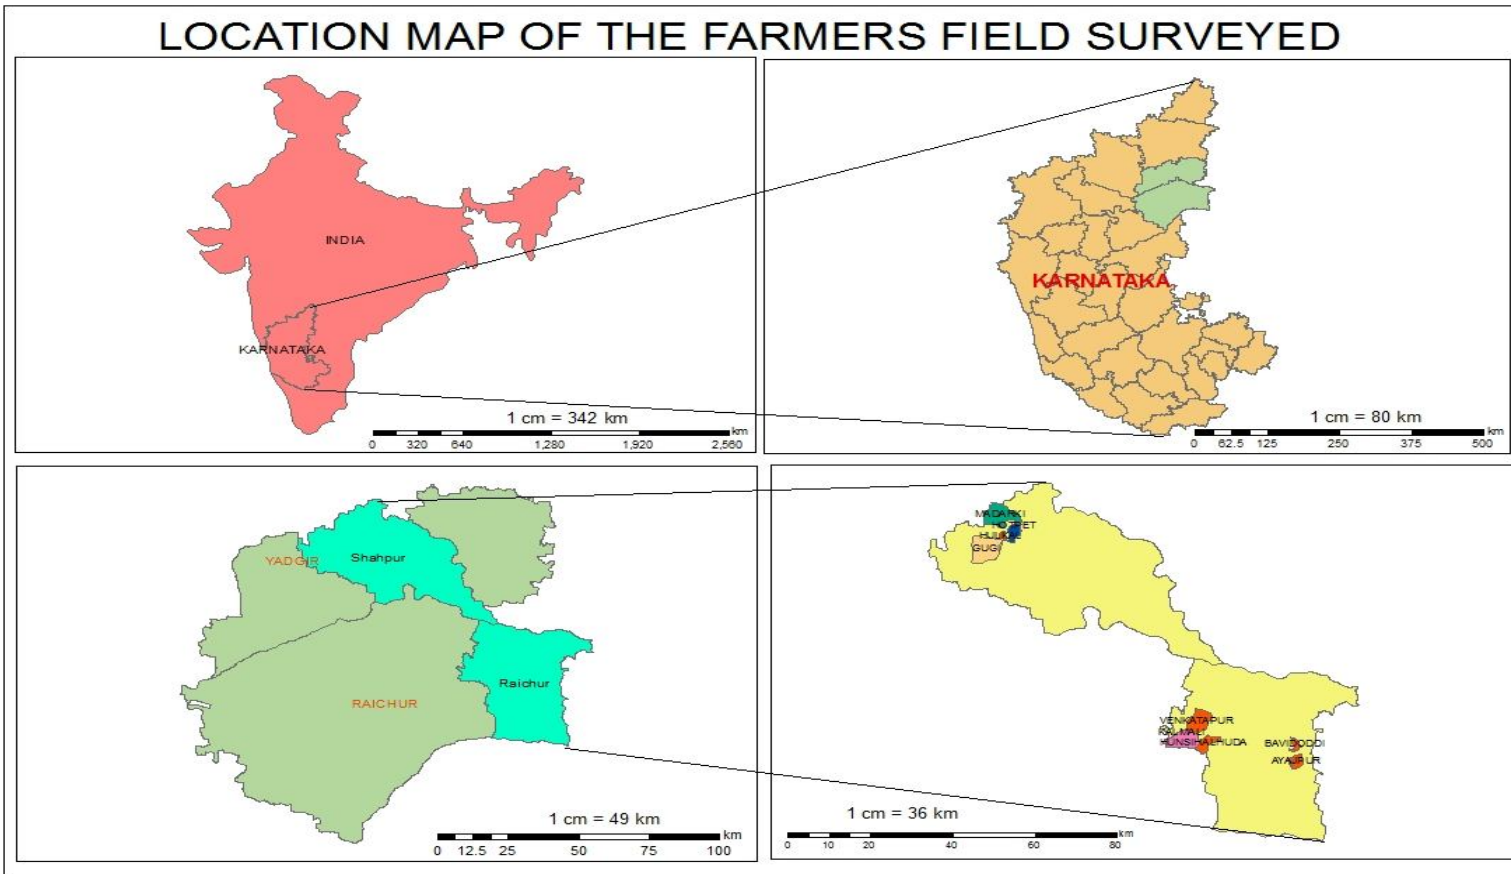 LOCATION MAP OF THE FARMERS FIELD SURVEYED
INDIA
KARNATAKA
1 cm = 342 km
km
0 320 640 1,280 1,920 2,560
KARNATAKA
1 cm = 80 km
km
0 62.5 125 250 375 500
YADGIR
Shahpur
Raichur
RAICHUR
1 cm = 49 km
km
0 12.5 25 50 75 100
MADARKI
GUGI
VENKATAPUR
BAVIDODDI
AYAJPUR
1 cm = 36 km
km
0 10 20 40 60 80